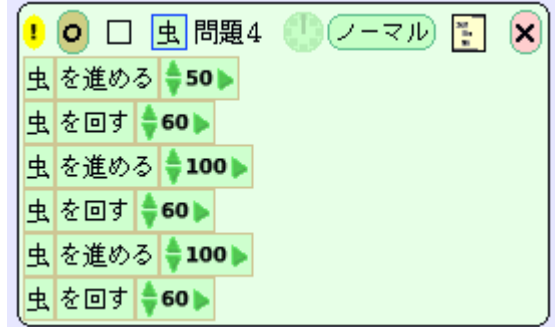 ! 虫 問題4 ノーマル
虫 を進める 50
虫 を回す 60
虫 を進める 100
虫 を回す 60
虫 を進める 100
虫 を回す 60